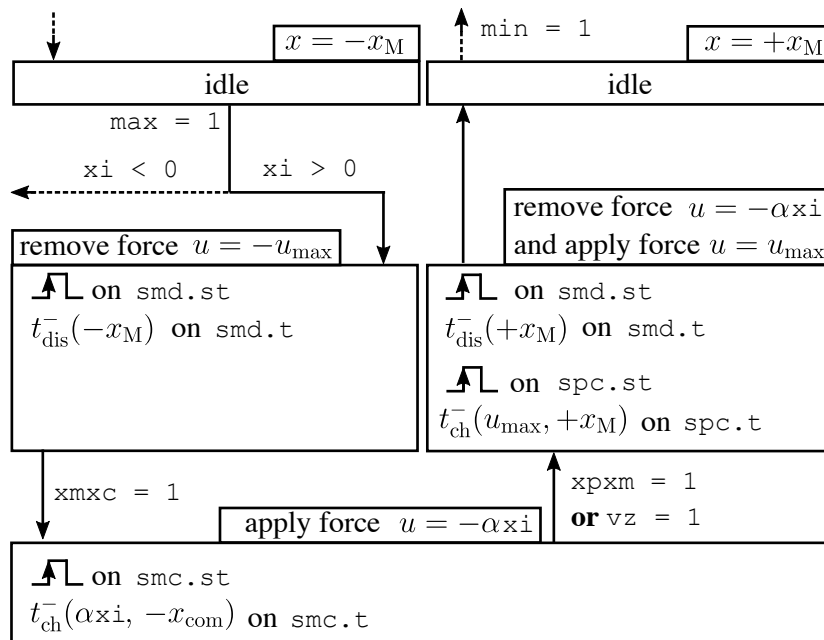 x = −x_M
min = 1
x = +x_M
idle
idle
max = 1
xi < 0
xi > 0
remove force u = −αxi
and apply force u = u_max
remove force u = −u_max
on smd.st
t⁻_dis(−x_M) on smd.t
on smd.st
t⁻_dis(+x_M) on smd.t
on spc.st
t⁻_ch(u_max, +x_M) on spc.t
xmxc = 1
xpxm = 1
or vz = 1
apply force u = −αxi
on smc.st
t⁻_ch(αxi, −x_com) on smc.t